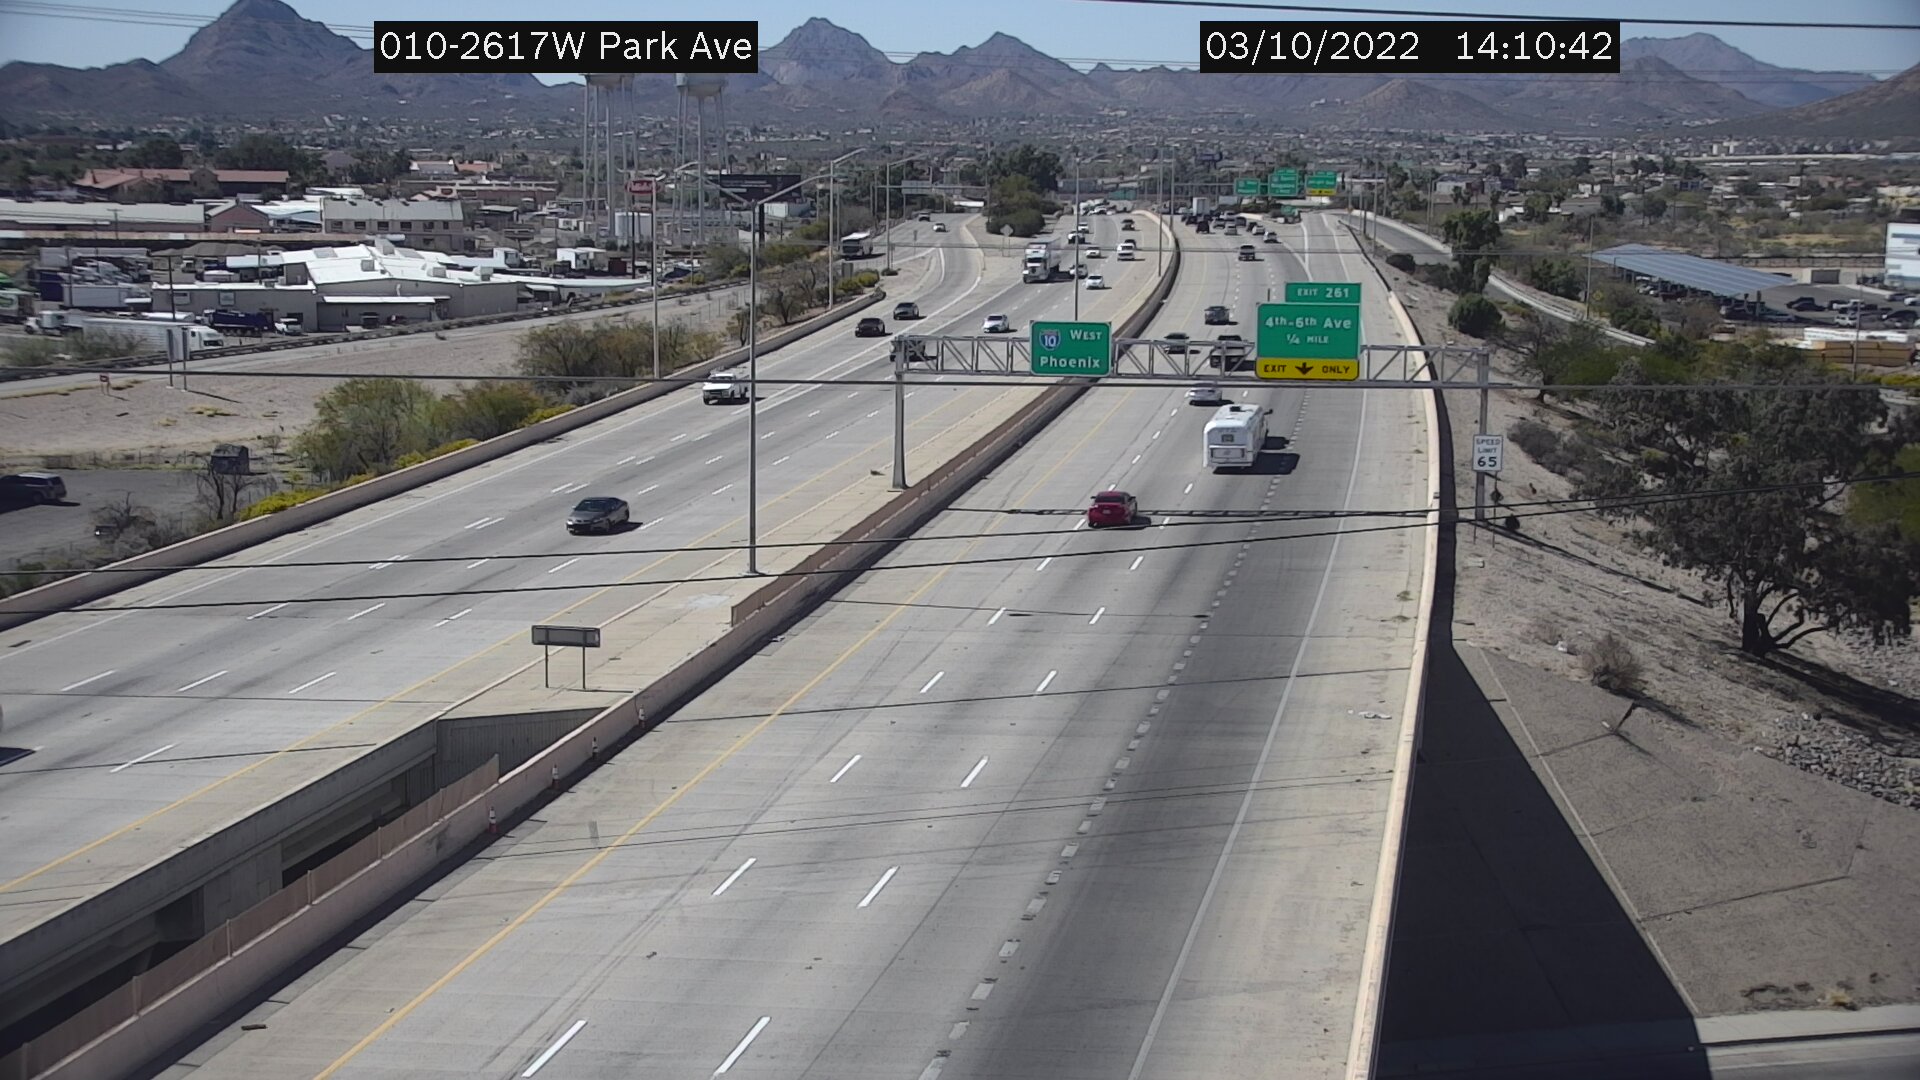 010-2617W Park Ave
03/10/2022 14:10:42
EXIT 261
4th-6th Ave
1/4 MILE
EXIT ONLY
10 WEST
Phoenix
SPEED
LIMIT
65